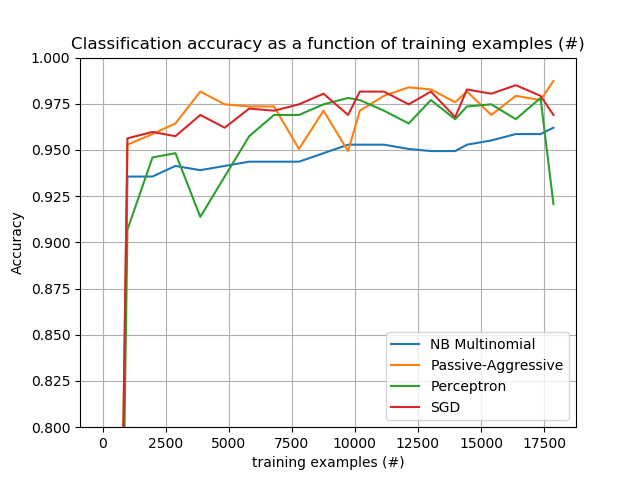 Classification accuracy as a function of training examples (#)
1.000
0.975
0.950
0.925
0.900
0.875
0.850
0.825
0.800
Accuracy
NB Multinomial
Passive-Aggressive
Perceptron
SGD
0 2500 5000 7500 10000 12500 15000 17500
training examples (#)